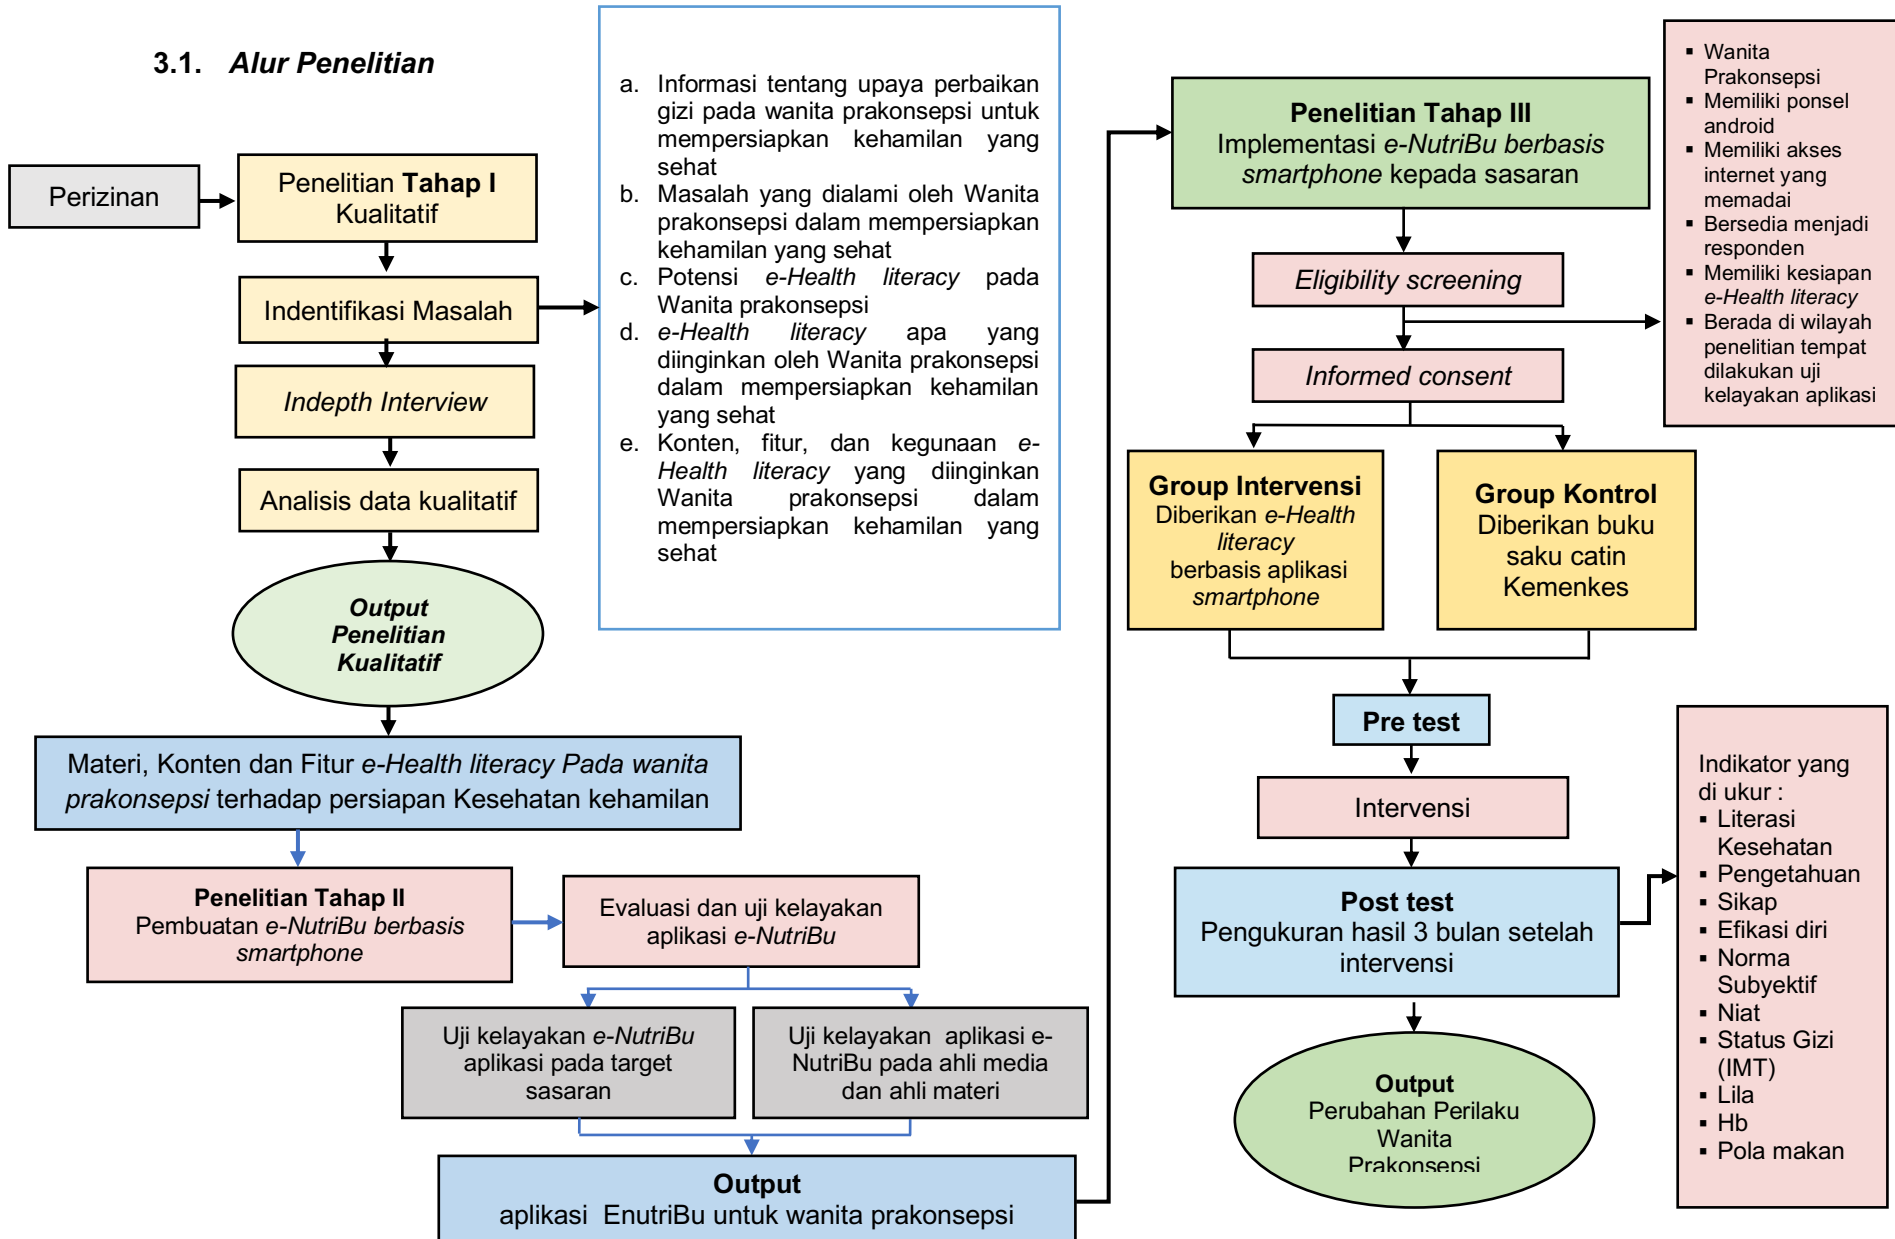 3.1. Alur Penelitian
Perizinan
Penelitian Tahap I
Kualitatif
Indentifikasi Masalah
Indepth Interview
Analisis data kualitatif
Output
Penelitian
Kualitatif
a. Informasi tentang upaya perbaikan
gizi pada wanita prakonsepsi untuk
mempersiapkan kehamilan yang
sehat
b. Masalah yang dialami oleh Wanita
prakonsepsi dalam mempersiapkan
kehamilan yang sehat
c. Potensi e-Health literacy pada
Wanita prakonsepsi
d. e-Health literacy apa yang
diinginkan oleh Wanita prakonsepsi
dalam mempersiapkan kehamilan
yang sehat
e. Konten, fitur, dan kegunaan e-
Health literacy yang diinginkan
Wanita prakonsepsi dalam
mempersiapkan kehamilan yang
sehat
Materi, Konten dan Fitur e-Health literacy Pada wanita
prakonsepsi terhadap persiapan Kesehatan kehamilan
Penelitian Tahap II
Pembuatan e-NutriBu berbasis
smartphone
Evaluasi dan uji kelayakan
aplikasi e-NutriBu
Uji kelayakan e-NutriBu
aplikasi pada target
sasaran
Uji kelayakan aplikasi e-
NutriBu pada ahli media
dan ahli materi
Output
aplikasi EnutriBu untuk wanita prakonsepsi
Penelitian Tahap III
Implementasi e-NutriBu berbasis
smartphone kepada sasaran
Eligibility screening
Informed consent
▪ Wanita
Prakonsepsi
▪ Memiliki ponsel
android
▪ Memiliki akses
internet yang
memadai
▪ Bersedia menjadi
responden
▪ Memiliki kesiapan
e-Health literacy
▪ Berada di wilayah
penelitian tempat
dilakukan uji
kelayakan aplikasi
Group Intervensi
Diberikan e-Health
literacy
berbasis aplikasi
smartphone
Group Kontrol
Diberikan buku
saku catin
Kemenkes
Pre test
Intervensi
Post test
Pengukuran hasil 3 bulan setelah
intervensi
Indikator yang
di ukur :
▪ Literasi
Kesehatan
▪ Pengetahuan
▪ Sikap
▪ Efikasi diri
▪ Norma
Subyektif
▪ Niat
▪ Status Gizi
(IMT)
▪ Lila
▪ Hb
▪ Pola makan
Output
Perubahan Perilaku
Wanita
Prakonsepsi